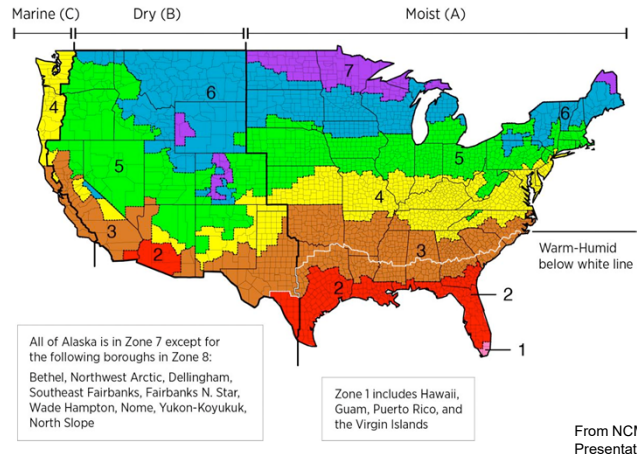 Marine (C) Dry (B) Moist (A)
7
6
6
4
5
5
4
3
3
2
2
2
1
Warm-Humid
below white line
All of Alaska is in Zone 7 except for
the following boroughs in Zone 8:
Bethel, Northwest Arctic, Dellingham,
Southeast Fairbanks, Fairbanks N. Star,
Wade Hampton, Nome, Yukon-Koyukuk,
North Slope
Zone 1 includes Hawaii,
Guam, Puerto Rico, and
the Virgin Islands
From NCM
Presentat